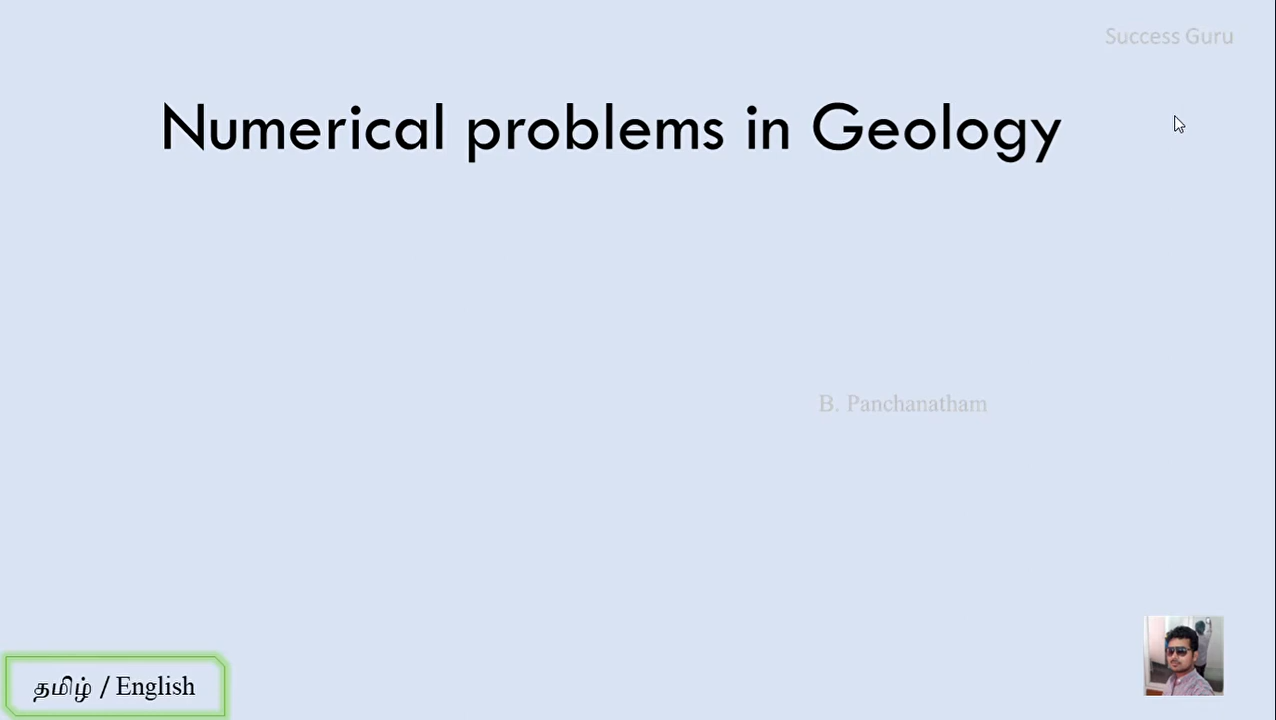 Success Guru
Numerical problems in Geology
B. Panchanatham
தமிழ் / English